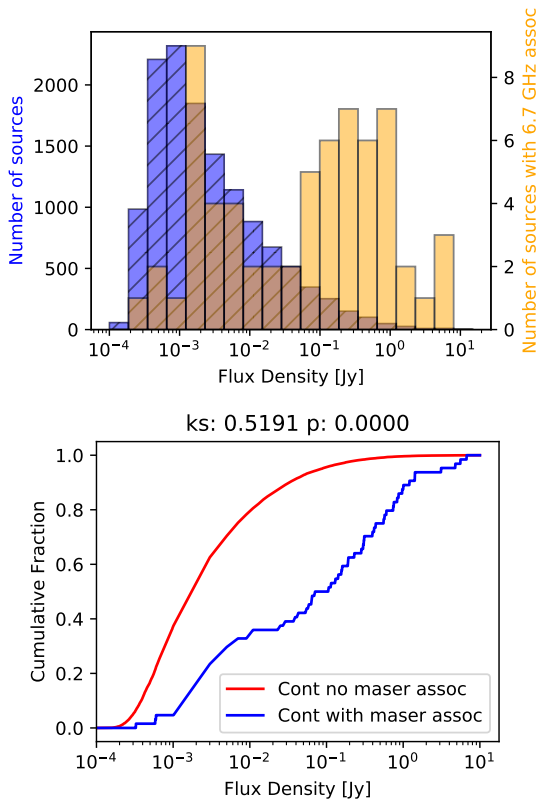 2000
1500
1000
500
0
Number of sources
8
6
4
2
0
Number of sources with 6.7 GHz assoc
10⁻⁴ 10⁻³ 10⁻² 10⁻¹ 10⁰ 10¹
Flux Density [Jy]
ks: 0.5191 p: 0.0000
1.0
0.8
0.6
0.4
0.2
0.0
Cumulative Fraction
Cont no maser assoc
Cont with maser assoc
10⁻⁴ 10⁻³ 10⁻² 10⁻¹ 10⁰ 10¹
Flux Density [Jy]